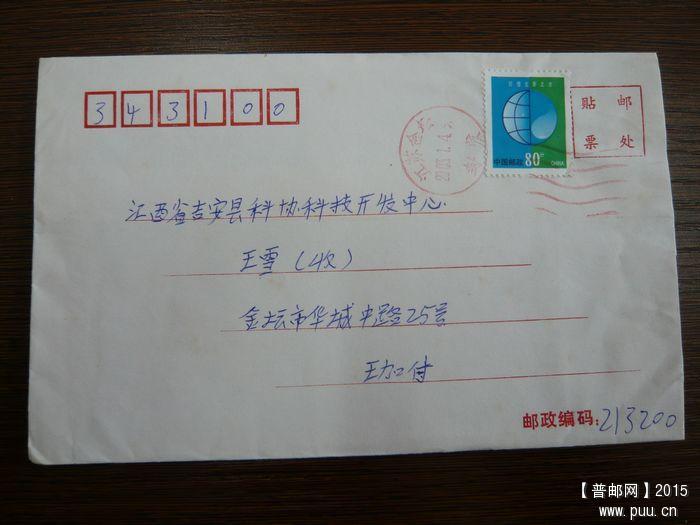 343100
中国邮政 80分 CHINA
贴 邮
票 处
江西省吉安县科协科技开发中心
王雪（收）
金坛市华城中路25号
王加付
邮政编码：213200
【普邮网】2015
www.puu.cn